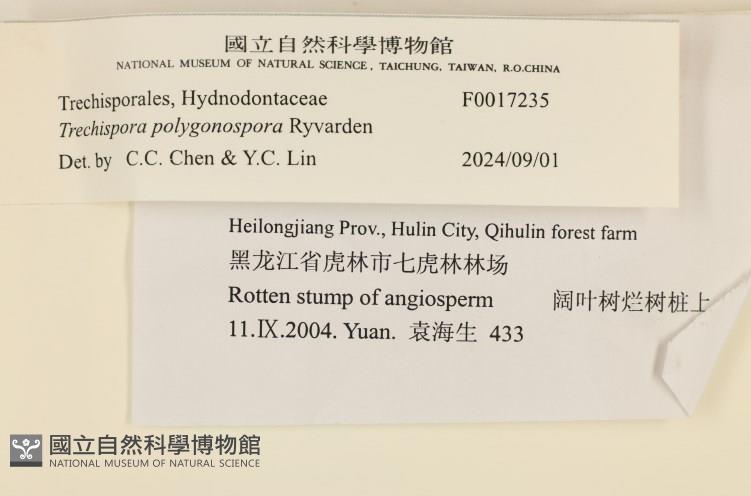 國立自然科學博物館
NATIONAL MUSEUM OF NATURAL SCIENCE, TAICHUNG, TAIWAN, R.O.CHINA
Trechisporales, Hydnodontaceae F0017235
Trechispora polygonospora Ryvarden
Det. by C.C. Chen & Y.C. Lin 2024/09/01
Heilongjiang Prov., Hulin City, Qihulin forest farm
黑龙江省虎林市七虎林林场
Rotten stump of angiosperm 阔叶树烂树桩上
11.IX.2004. Yuan. 袁海生 433
國立自然科學博物館
NATIONAL MUSEUM OF NATURAL SCIENCE